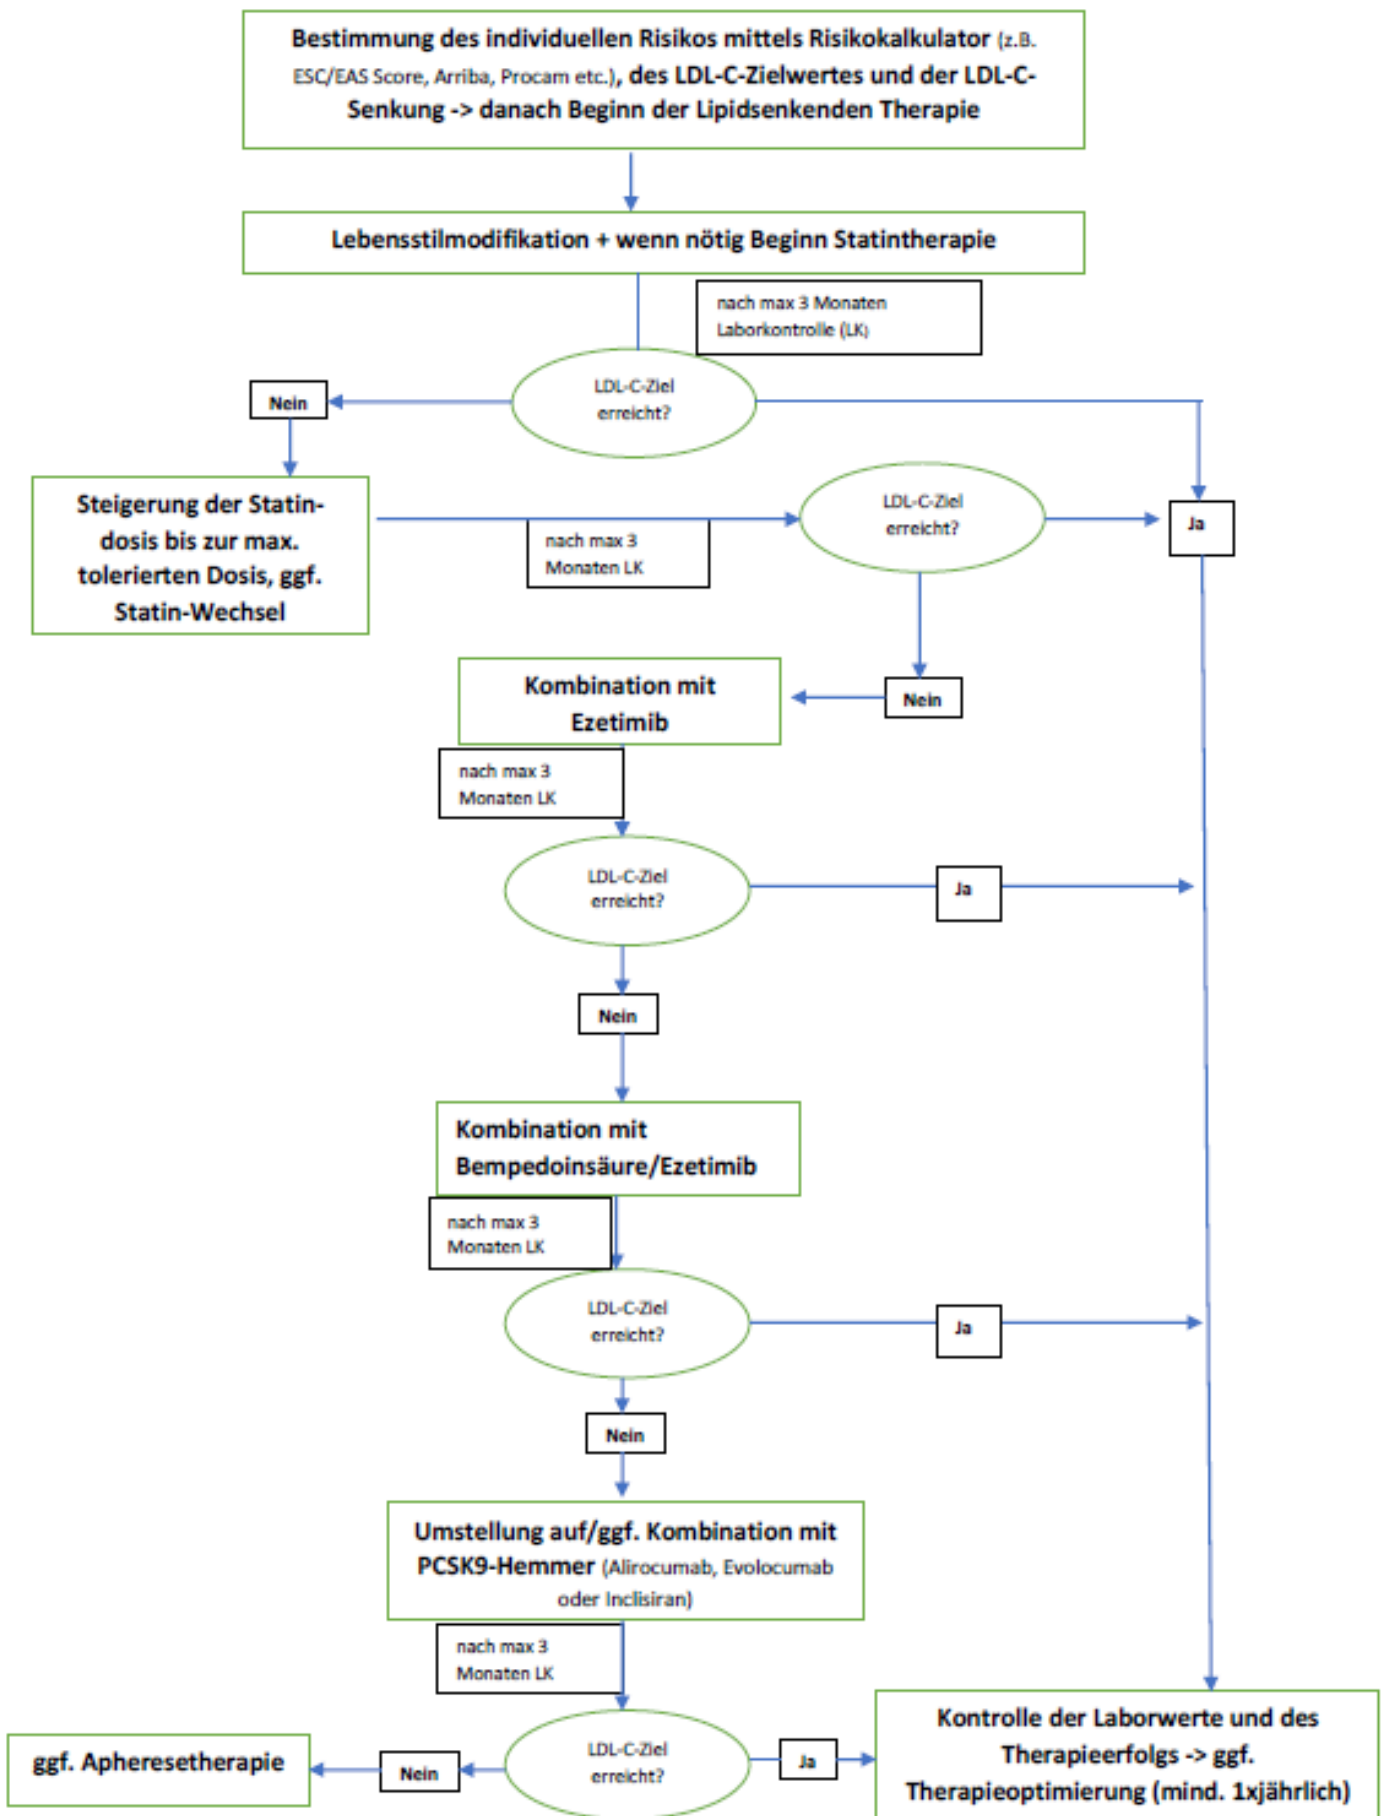 Bestimmung des individuellen Risikos mittels Risikokalkulator (z.B.
ESC/EAS Score, Arriba, Procam etc.), des LDL-C-Zielwertes und der LDL-C-
Senkung -> danach Beginn der Lipidsenkenden Therapie
Lebensstilmodifikation + wenn nötig Beginn Statintherapie
nach max 3 Monaten
Laborkontrolle (LK)
LDL-C-Ziel
erreicht?
Nein
Steigerung der Statin-
dosis bis zur max.
tolerierten Dosis, ggf.
Statin-Wechsel
nach max 3
Monaten LK
LDL-C-Ziel
erreicht?
Ja
Kombination mit
Ezetimib
Nein
nach max 3
Monaten LK
LDL-C-Ziel
erreicht?
Ja
Nein
Kombination mit
Bempedoinsäure/Ezetimib
nach max 3
Monaten LK
LDL-C-Ziel
erreicht?
Ja
Nein
Umstellung auf/ggf. Kombination mit
PCSK9-Hemmer (Alirocumab, Evolocumab
oder Inclisiran)
nach max 3
Monaten LK
ggf. Apheresetherapie
Nein
LDL-C-Ziel
erreicht?
Ja
Kontrolle der Laborwerte und des
Therapieerfolgs -> ggf.
Therapieoptimierung (mind. 1xjährlich)